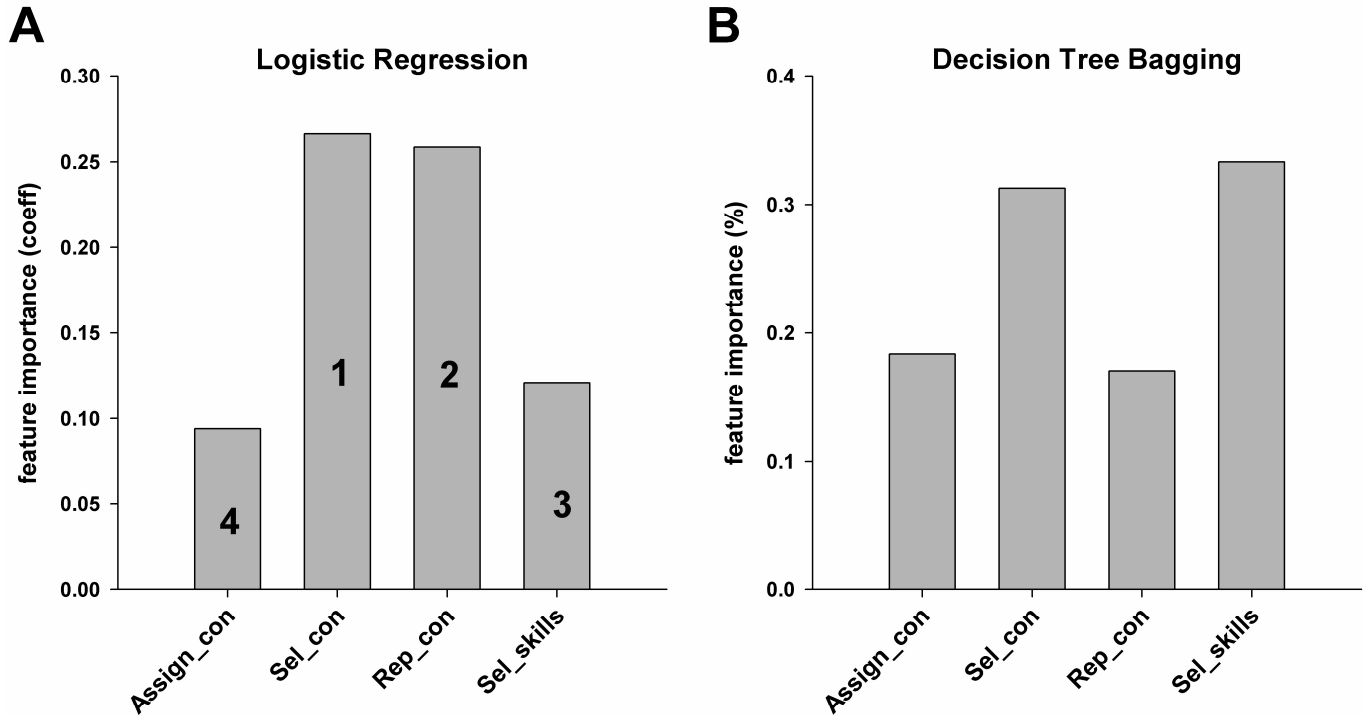 A
Logistic Regression
feature importance (coeff)
0.30
0.25
0.20
0.15
0.10
0.05
0.00
4
1
2
3
Assign_con
Sel_con
Rep_con
Sel_skills
B
Decision Tree Bagging
feature importance (%)
0.4
0.3
0.2
0.1
0.0
Assign_con
Sel_con
Rep_con
Sel_skills